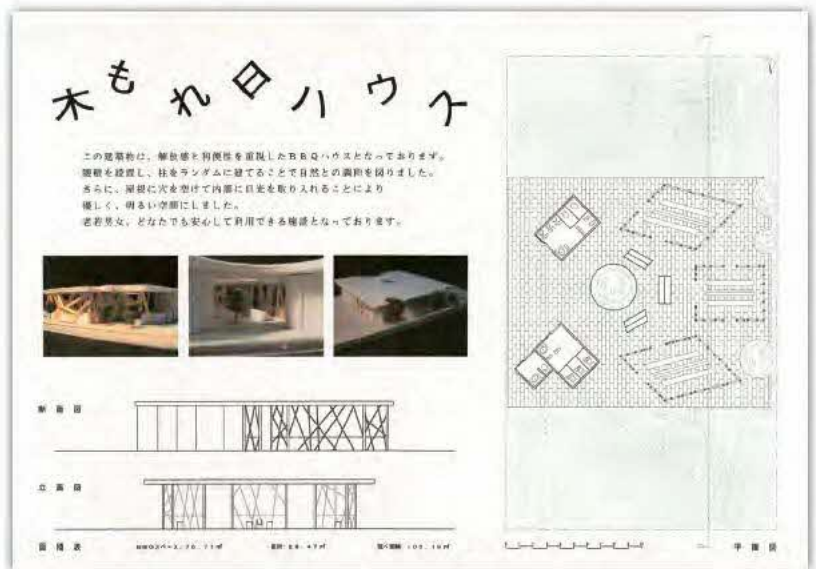 木もれ日ハウス
この建築物は、解放感と利便性を重視したBBQハウスとなっております。
を設置し、柱をランダムに建てることで自然との調和を図りました。
さらに、屋根に穴を空けて内部に日光を取り入れることにより
優しく、明るい空間にしました。
老若男女、どなたでも安心して利用できる施設となっております。
断面図
立面図
面積表
平面図